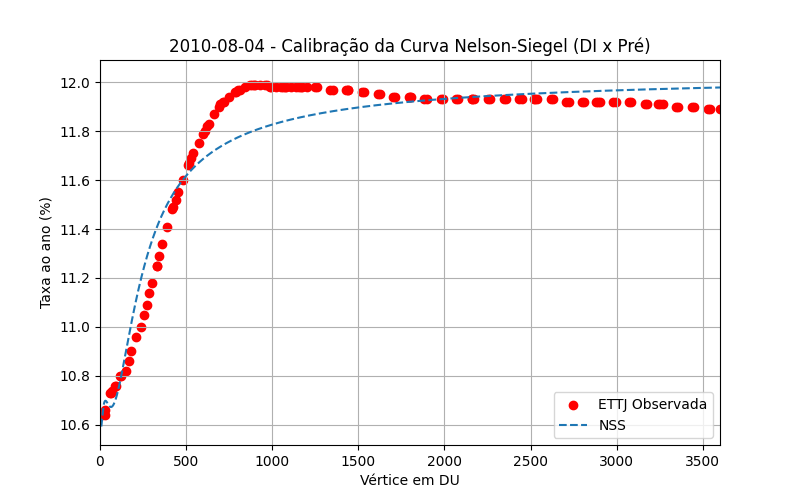 2010-08-04 - Calibração da Curva Nelson-Siegel (DI x Pré)
Taxa ao ano (%)
12.0
11.8
11.6
11.4
11.2
11.0
10.8
10.6
0 500 1000 1500 2000 2500 3000 3500
Vértice em DU
ETTJ Observada
NSS